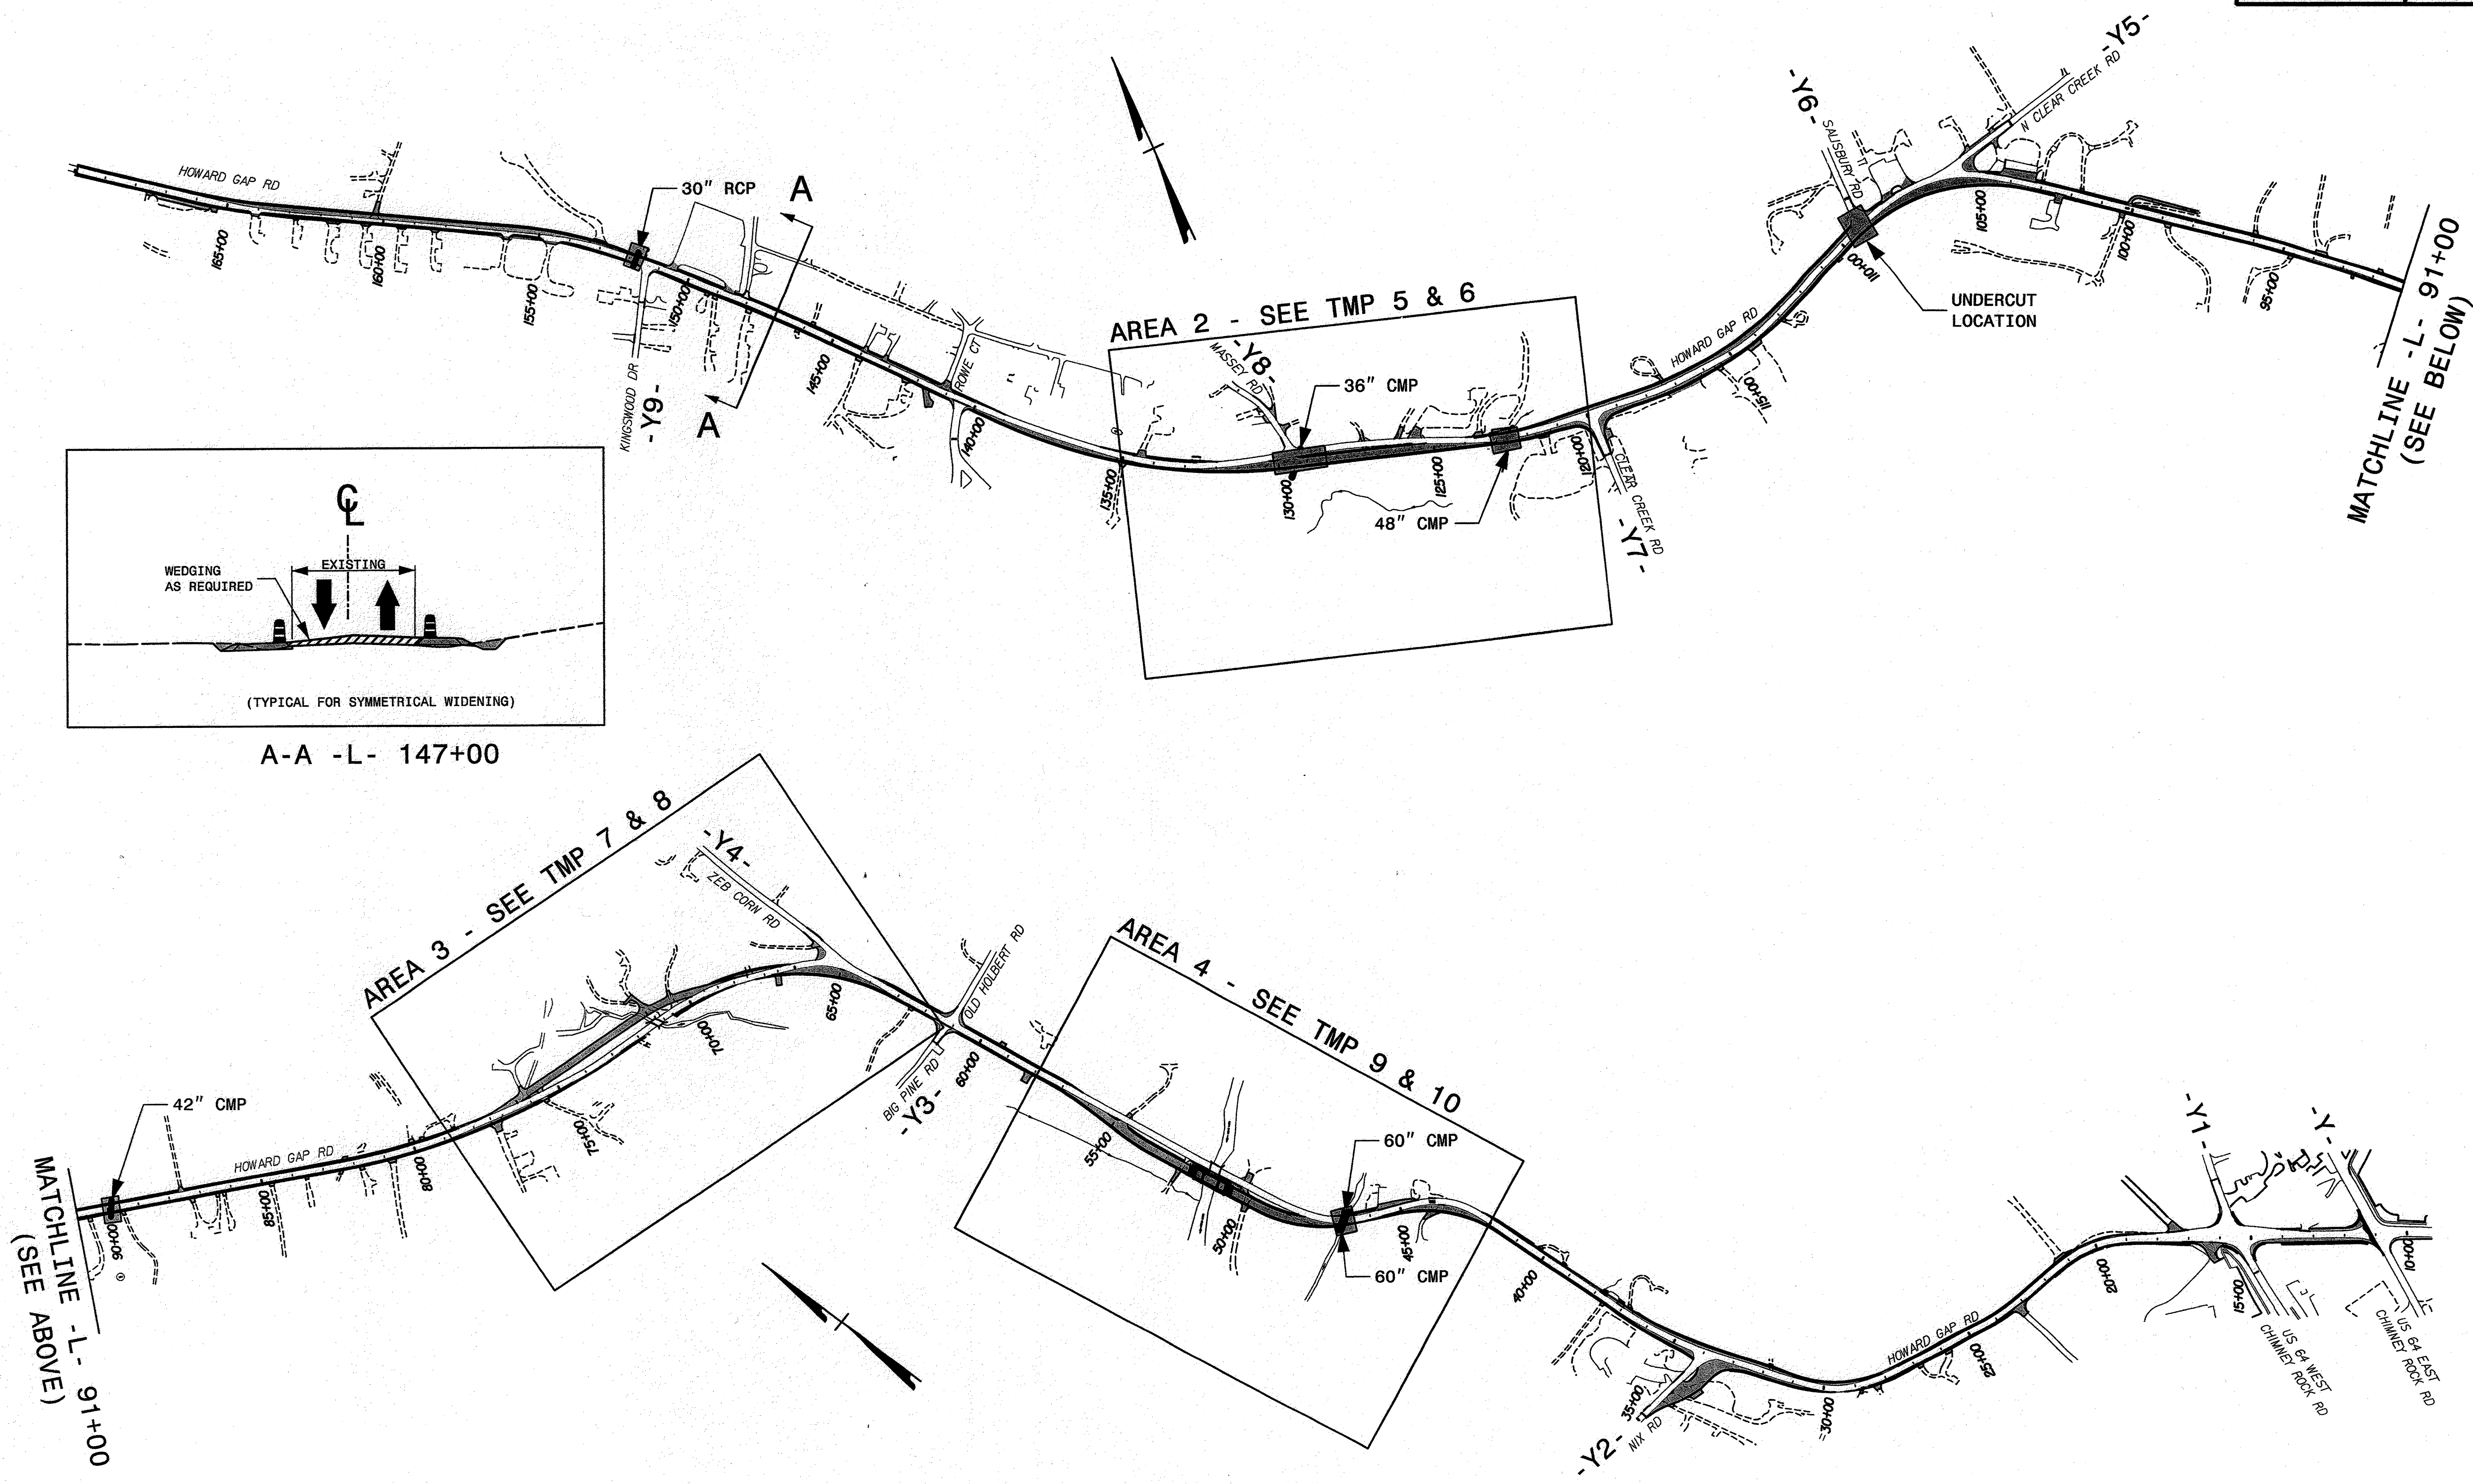 -Y5-
N CLEAR CREEK RD
-Y6-
SALISBURY RD
HOWARD GAP RD
30" RCP
A
165+00
160+00
155+00
150+00
145+00
140+00
135+00
130+00
125+00
120+00
115+00
110+00
105+00
100+00
95+00
UNDERCUT
LOCATION
AREA 2 - SEE TMP 5 & 6
-Y8-
MASSEY RD
36" CMP
48" CMP
HOWARD GAP RD
ROWE CT
KINGSWOOD DR
-Y9-
A
CLEAR CREEK RD
-Y7-
MATCHLINE -L- 91+00
(SEE BELOW)
CL
EXISTING
WEDGING
AS REQUIRED
(TYPICAL FOR SYMMETRICAL WIDENING)
A-A -L- 147+00
AREA 3 - SEE TMP 7 & 8
-Y4-
ZEB CORN RD
OLD HOLBERT RD
BIG PINE RD
-Y3-
AREA 4 - SEE TMP 9 & 10
60" CMP
60" CMP
42" CMP
HOWARD GAP RD
MATCHLINE -L- 91+00
(SEE ABOVE)
90+00
85+00
80+00
75+00
70+00
65+00
60+00
55+00
50+00
45+00
40+00
35+00
30+00
25+00
20+00
15+00
10+00
-Y2-
NIX RD
HOWARD GAP RD
-Y1-
-Y-
US 64 WEST
CHIMNEY ROCK RD
US 64 EAST
CHIMNEY ROCK RD